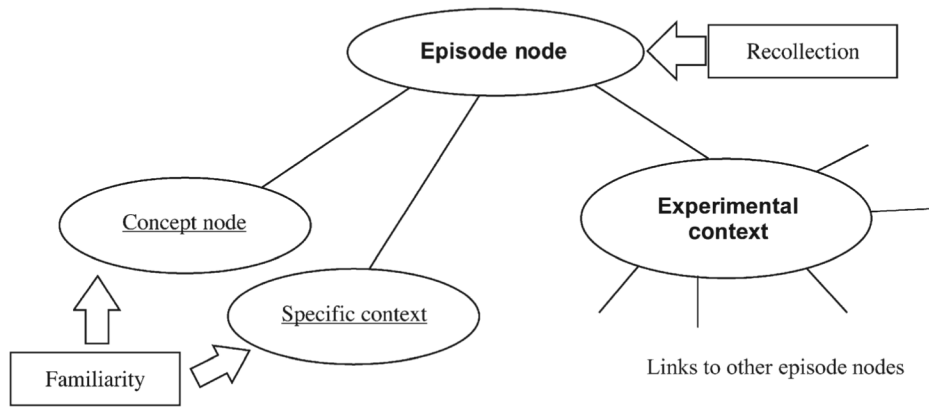 Episode node
Recollection
Concept node
Experimental
context
Specific context
Familiarity
Links to other episode nodes